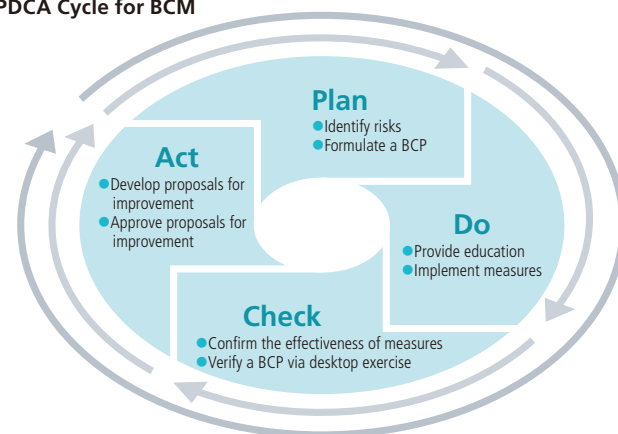 PDCA Cycle for BCM
Plan
●Identify risks
●Formulate a BCP
Act
●Develop proposals for
improvement
●Approve proposals for
improvement
Do
●Provide education
●Implement measures
Check
●Confirm the effectiveness of measures
●Verify a BCP via desktop exercise